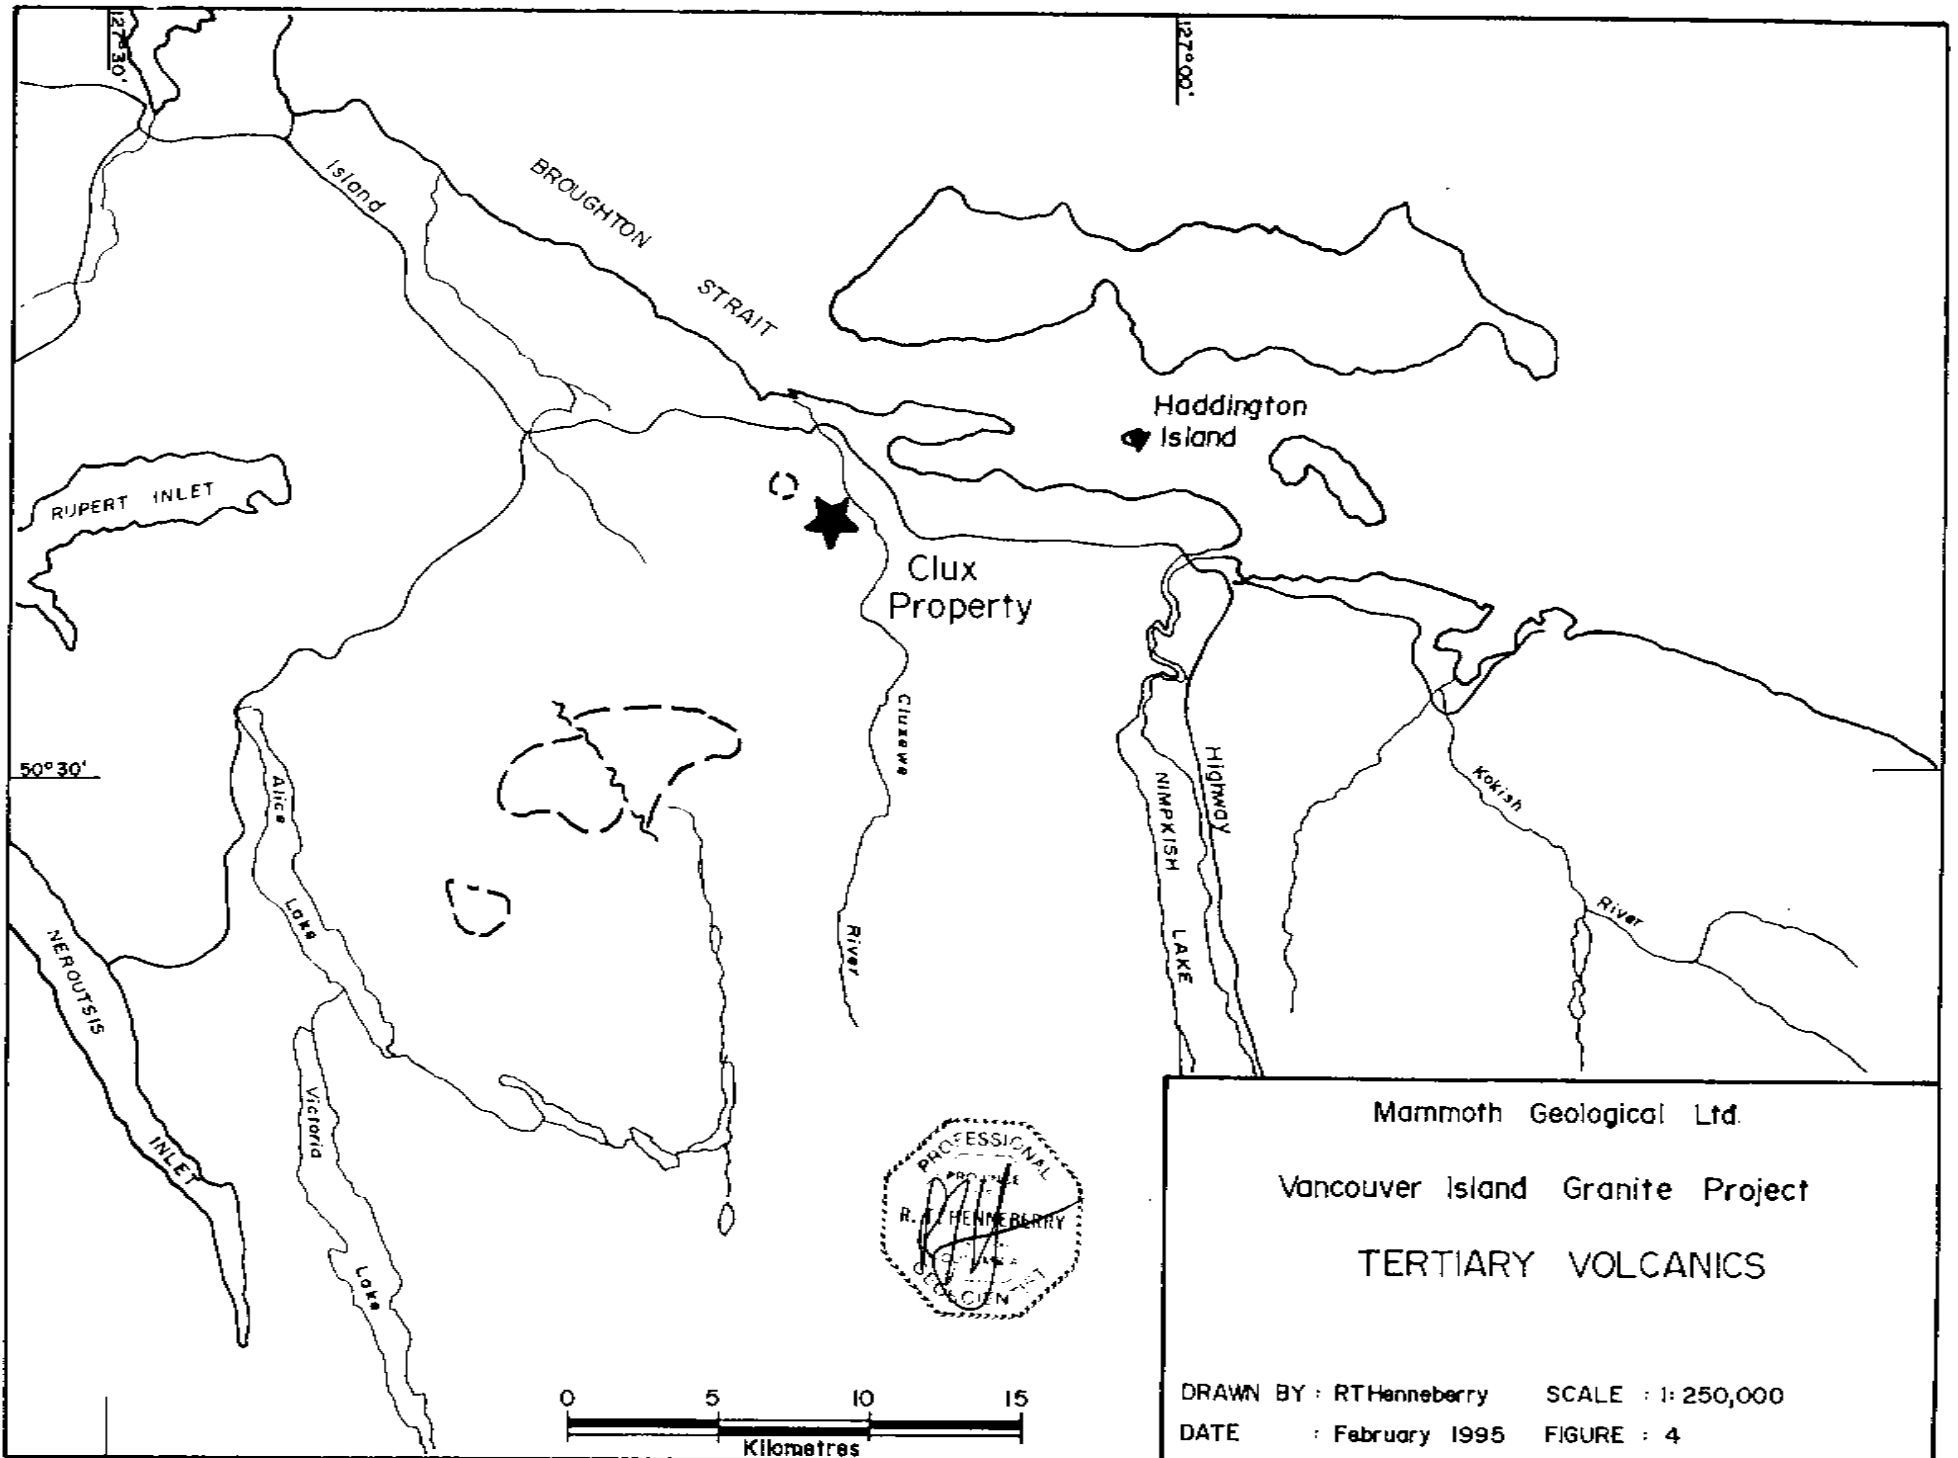 127°30'
127°00'
Island
BROUGHTON
STRAIT
Haddington
Island
RUPERT INLET
Clux
Property
Cluxewe
River
50°30'
Alice
Lake
NIMPKISH
LAKE
Highway
Kokish
River
NEROUTSIS
INLET
Victoria
Lake
PROFESSIONAL
PROVINCE
HENNEBERRY
0 5 10 15
Kilometres
Mammoth Geological Ltd.
Vancouver Island Granite Project
TERTIARY VOLCANICS
DRAWN BY : RTHenneberry SCALE : 1:250,000
DATE : February 1995 FIGURE : 4